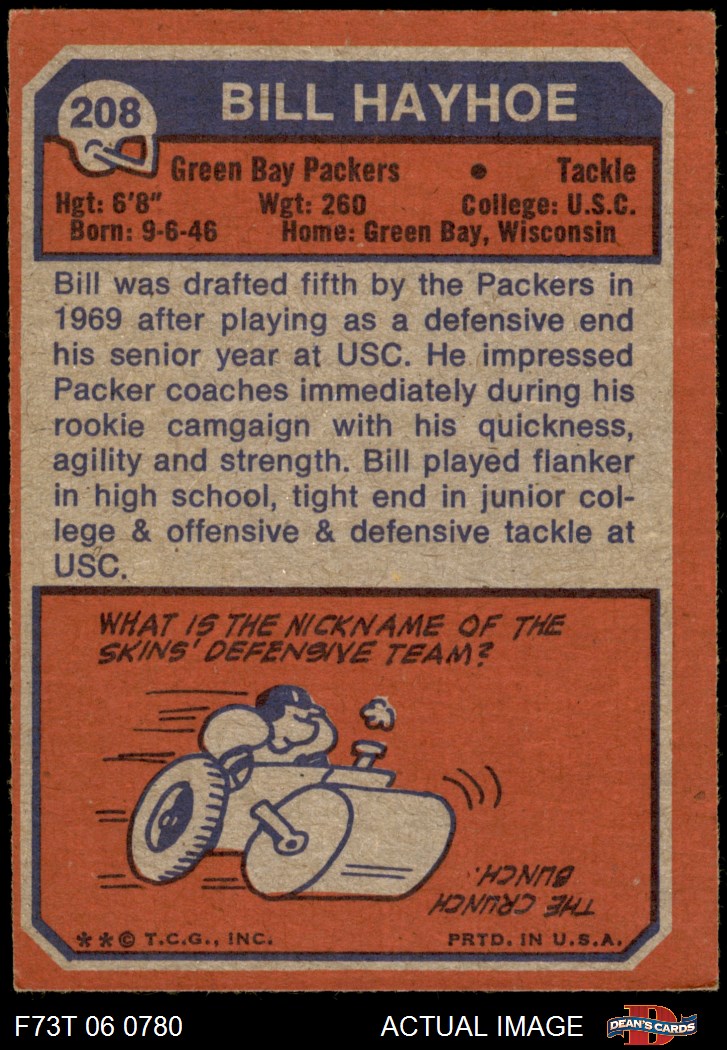 208
BILL HAYHOE
Green Bay Packers • Tackle
Hgt: 6'8" Wgt: 260 College: U.S.C.
Born: 9-6-46 Home: Green Bay, Wisconsin
Bill was drafted fifth by the Packers in
1969 after playing as a defensive end
his senior year at USC. He impressed
Packer coaches immediately during his
rookie camgaign with his quickness,
agility and strength. Bill played flanker
in high school, tight end in junior col-
lege & offensive & defensive tackle at
USC.
WHAT IS THE NICKNAME OF THE
SKINS' DEFENSIVE TEAM?
THE CRUNCH
BUNCH.
**© T.C.G., INC. PRTD. IN U.S.A.
F73T 06 0780 ACTUAL IMAGE D DEAN'S CARDS